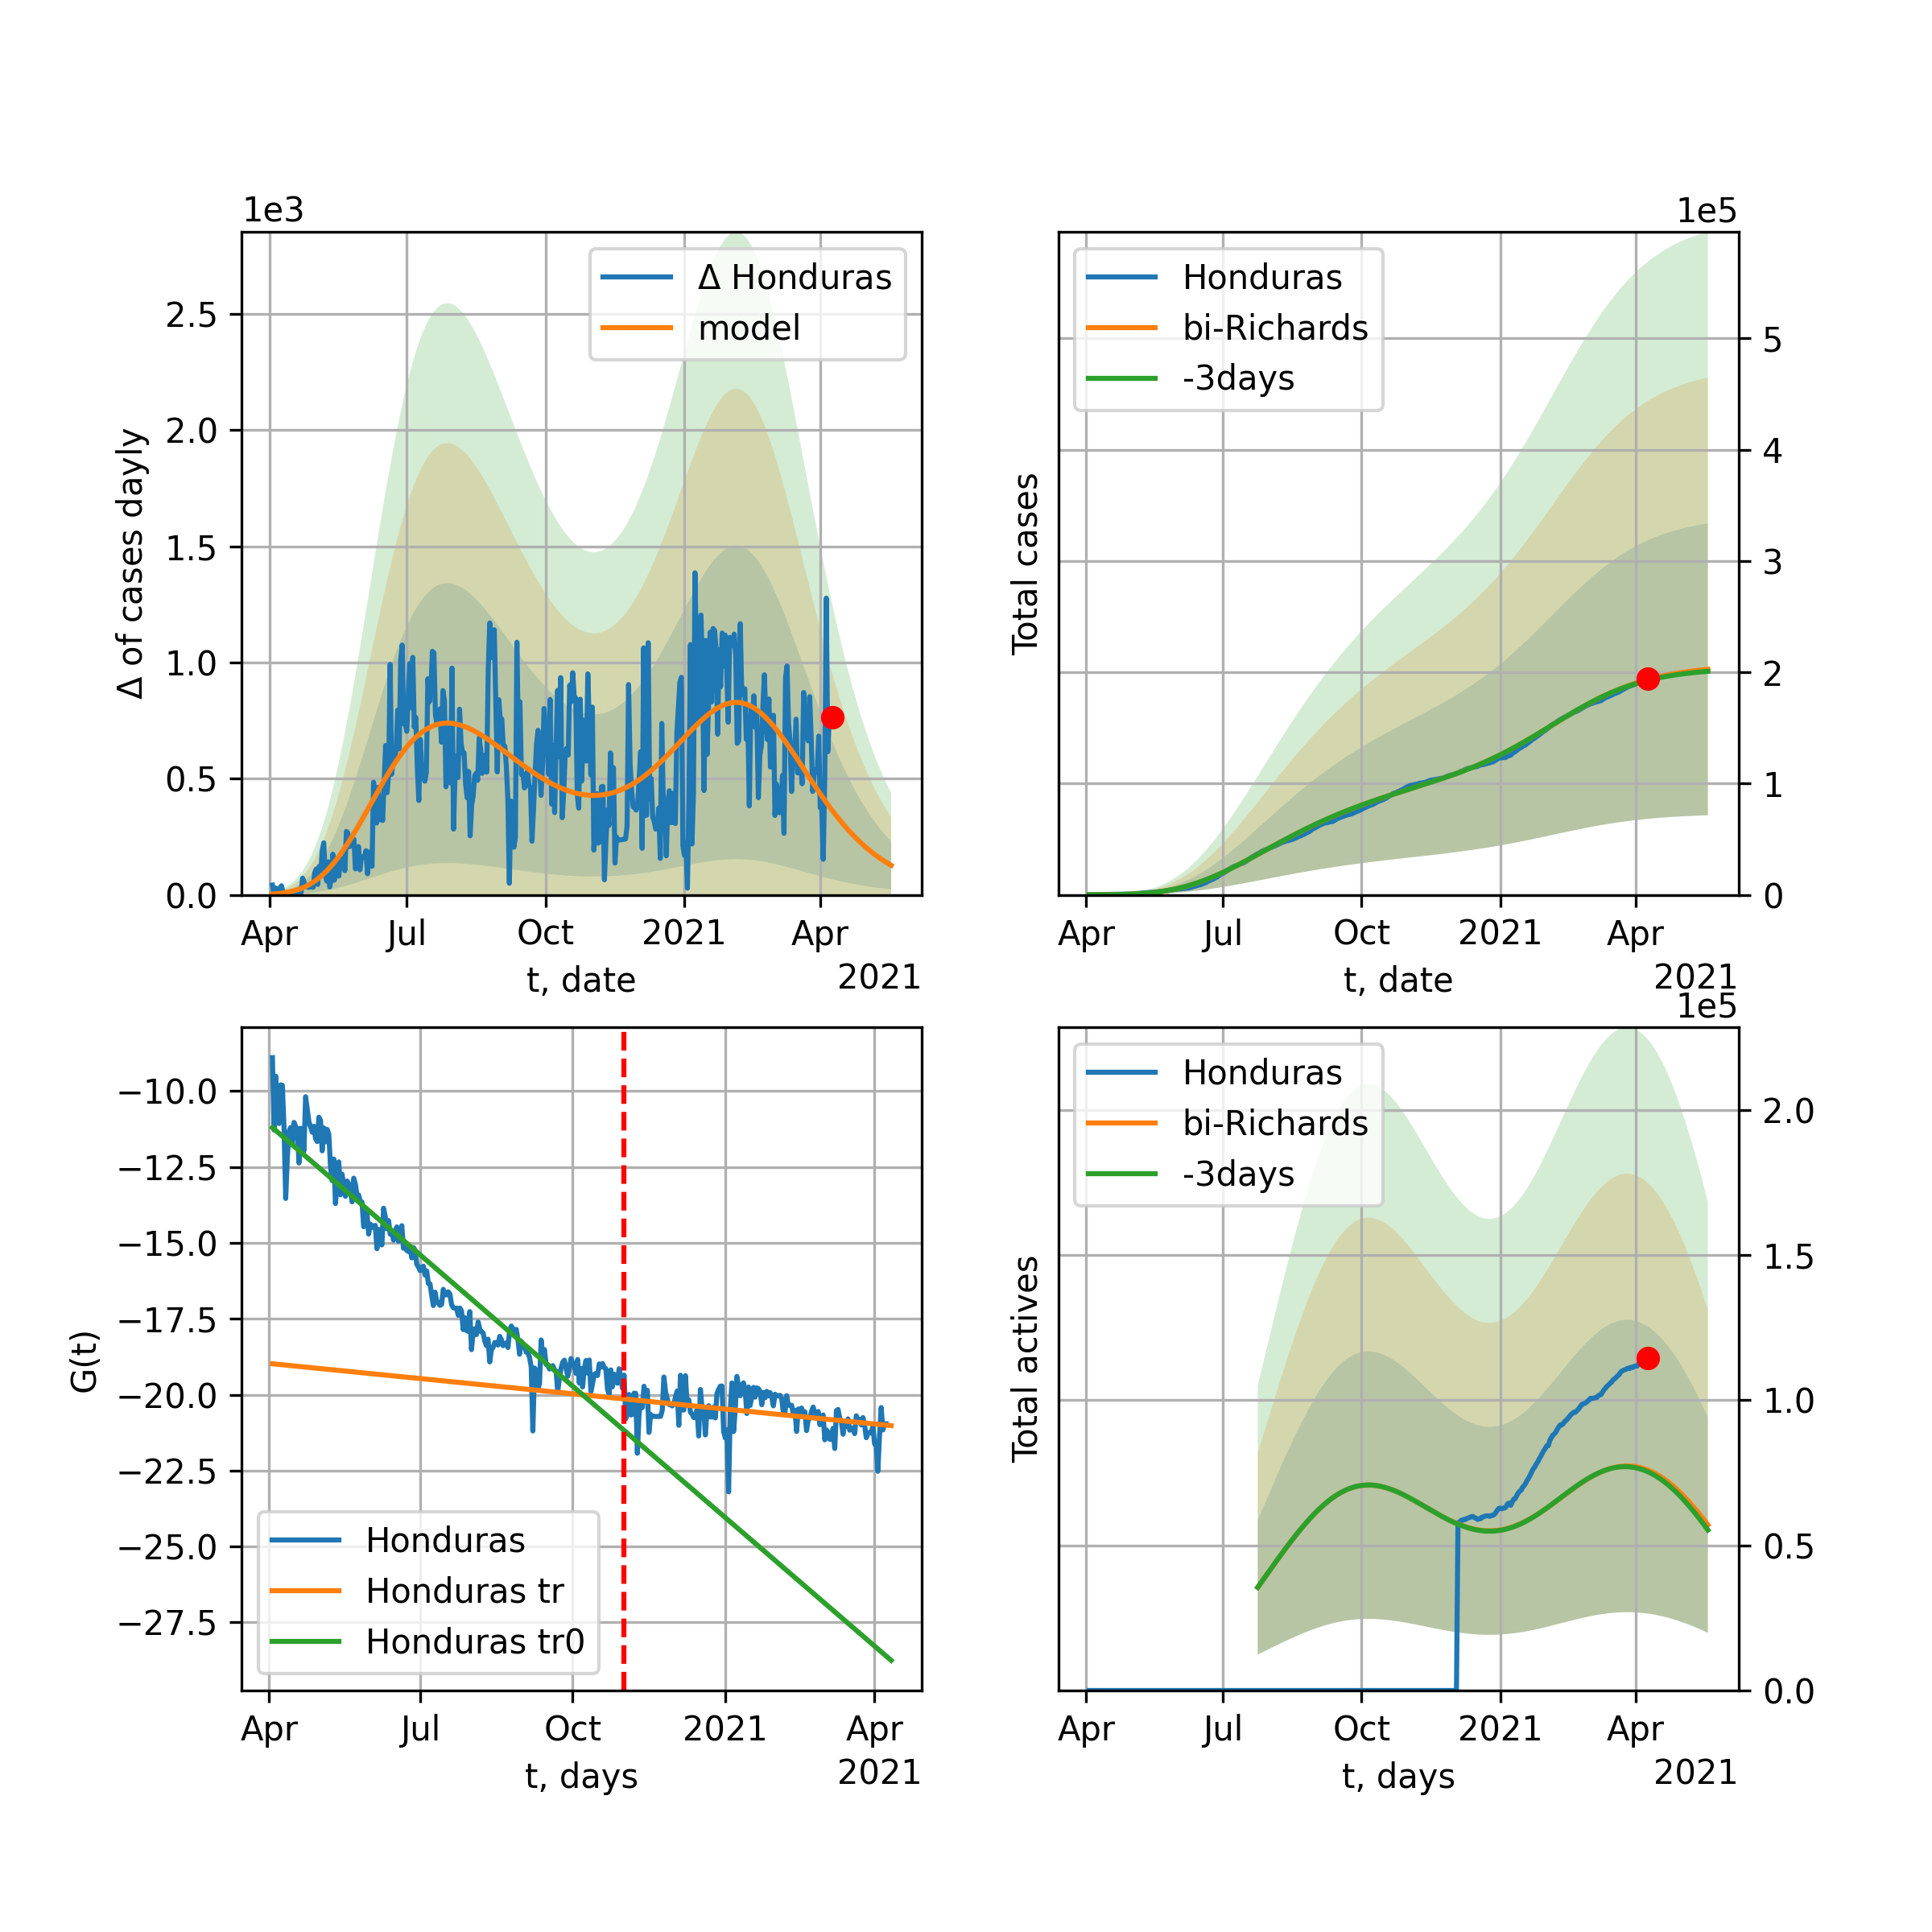 1e3
Δ of cases dayly
2.5
2.0
1.5
1.0
0.5
0.0
Δ Honduras
model
Apr
Jul
Oct
2021
Apr
t, date
2021
1e5
Total cases
Honduras
bi-Richards
-3days
5
4
3
2
1
0
Apr
Jul
Oct
2021
Apr
t, date
2021
G(t)
−10.0
−12.5
−15.0
−17.5
−20.0
−22.5
−25.0
−27.5
Honduras
Honduras tr
Honduras tr0
Apr
Jul
Oct
2021
Apr
t, days
2021
1e5
Total actives
Honduras
bi-Richards
-3days
2.0
1.5
1.0
0.5
0.0
Apr
Jul
Oct
2021
Apr
t, days
2021